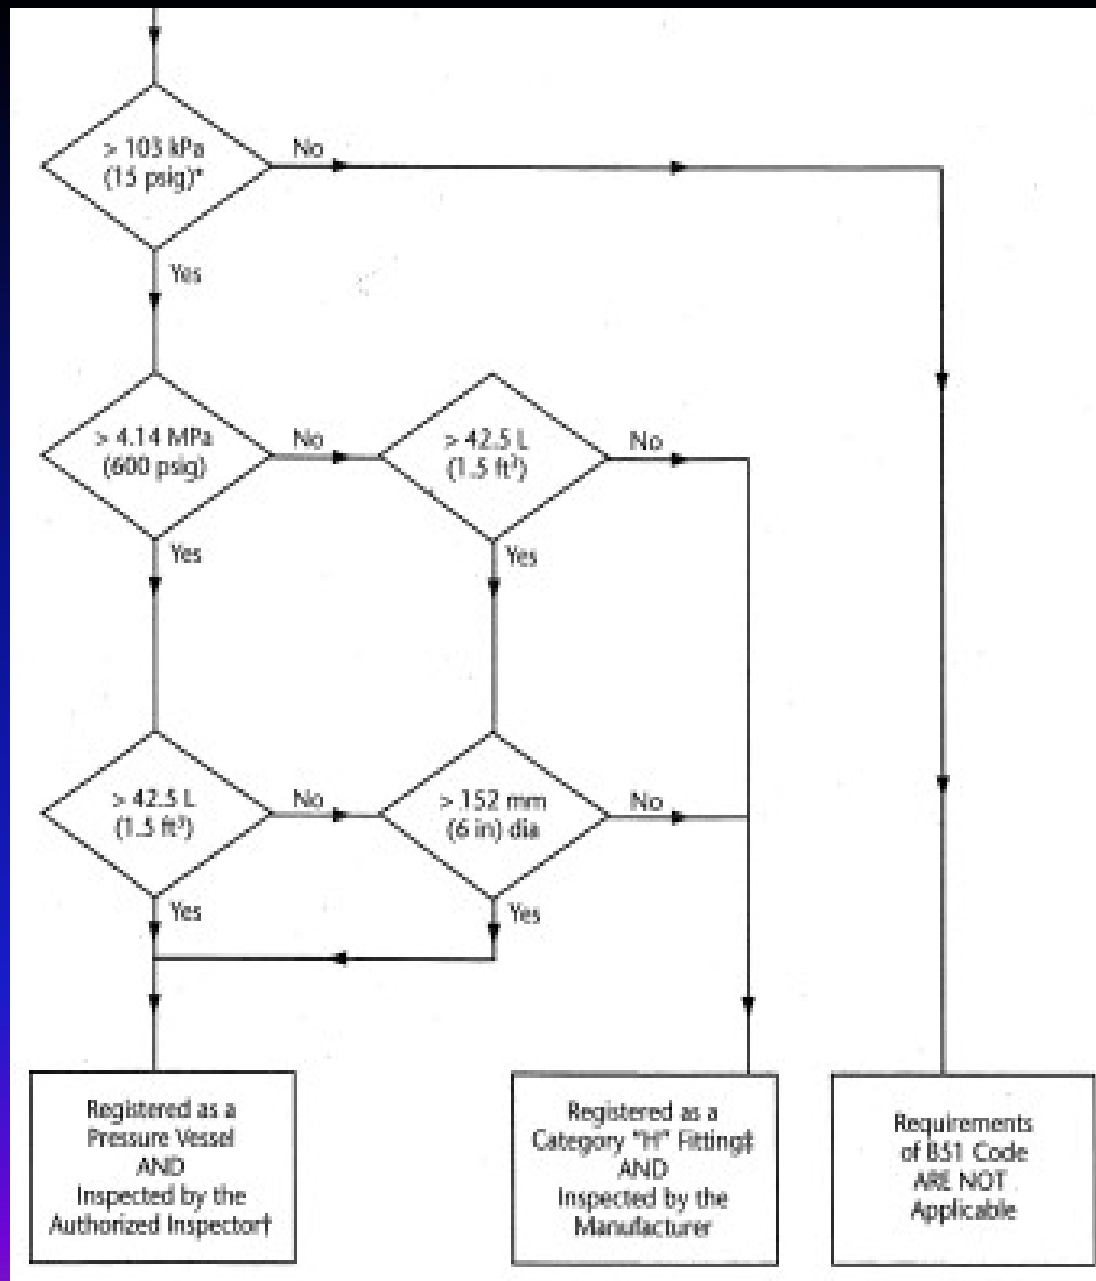 > 103 kPa
(15 psig)*
No
Yes
> 4.14 MPa
(600 psig)
No
> 42.5 L
(1.5 ft³)
No
Yes
Yes
> 42.5 L
(1.5 ft³)
No
> 152 mm
(6 in) dia
No
Yes
Yes
Registered as a
Pressure Vessel
AND
Inspected by the
Authorized Inspector†
Registered as a
Category "H" Fitting‡
AND
Inspected by the
Manufacturer
Requirements
of B51 Code
ARE NOT
Applicable